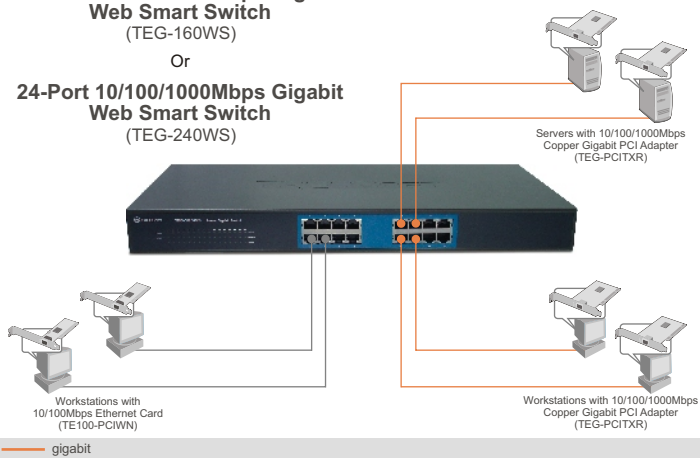 Web Smart Switch
(TEG-160WS)
Or
24-Port 10/100/1000Mbps Gigabit
Web Smart Switch
(TEG-240WS)
Servers with 10/100/1000Mbps
Copper Gigabit PCI Adapter
(TEG-PCITXR)
Workstations with
10/100Mbps Ethernet Card
(TE100-PCIWN)
Workstations with 10/100/1000Mbps
Copper Gigabit PCI Adapter
(TEG-PCITXR)
gigabit